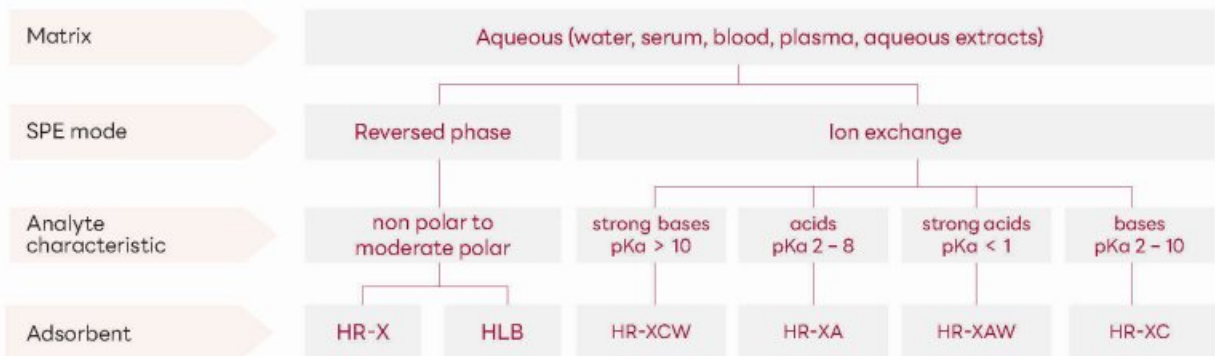 Matrix
Aqueous (water, serum, blood, plasma, aqueous extracts)
SPE mode
Reversed phase
Ion exchange
Analyte
characteristic
non polar to
moderate polar
strong bases
pKa > 10
acids
pKa 2 – 8
strong acids
pKa < 1
bases
pKa 2 – 10
Adsorbent
HR-X
HLB
HR-XCW
HR-XA
HR-XAW
HR-XC